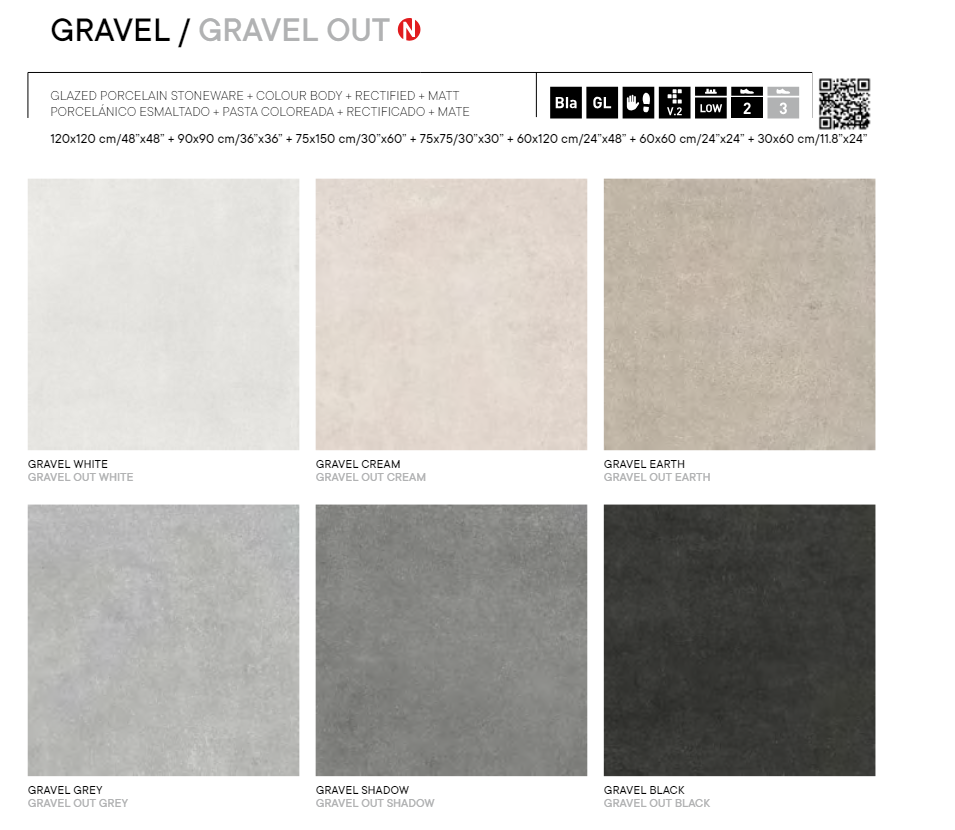 GRAVEL / GRAVEL OUT N
GLAZED PORCELAIN STONEWARE + COLOUR BODY + RECTIFIED + MATT
PORCELÁNICO ESMALTADO + PASTA COLOREADA + RECTIFICADO + MATE
BIa GL V.2 LOW 2 3
120x120 cm/48”x48” + 90x90 cm/36”x36” + 75x150 cm/30”x60” + 75x75/30”x30” + 60x120 cm/24”x48” + 60x60 cm/24”x24” + 30x60 cm/11.8”x24”
GRAVEL WHITE
GRAVEL OUT WHITE
GRAVEL CREAM
GRAVEL OUT CREAM
GRAVEL EARTH
GRAVEL OUT EARTH
GRAVEL GREY
GRAVEL OUT GREY
GRAVEL SHADOW
GRAVEL OUT SHADOW
GRAVEL BLACK
GRAVEL OUT BLACK